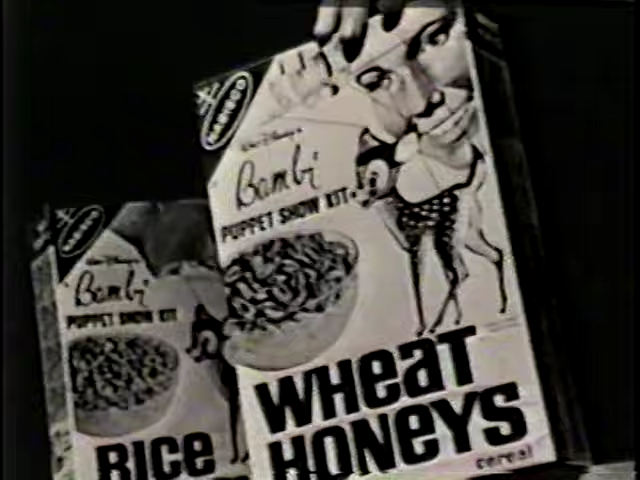 NABISCO
Walt Disney's
Bambi
PUPPET SHOW KIT
WHeat
HONEYS
cereal
NABISCO
Walt Disney's
Bambi
PUPPET SHOW KIT
RICE